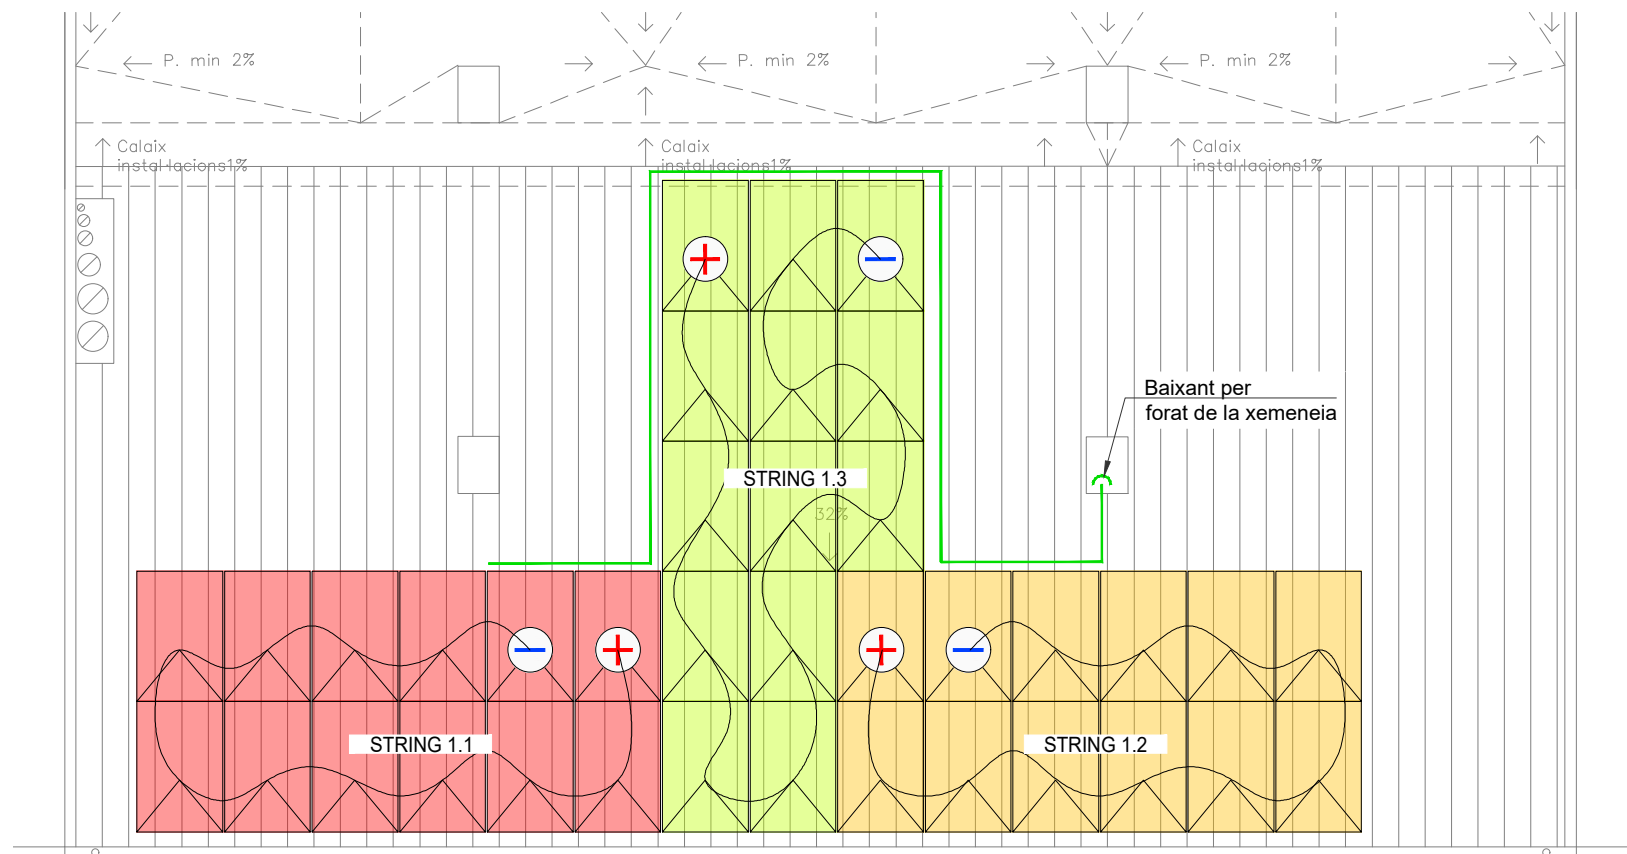 P. min 2%
P. min 2%
P. min 2%
Calaix
instal·lacions1%
Calaix
instal·lacions1%
Calaix
instal·lacions1%
Baixant per
forat de la xemeneia
STRING 1.3
32%
STRING 1.1
STRING 1.2